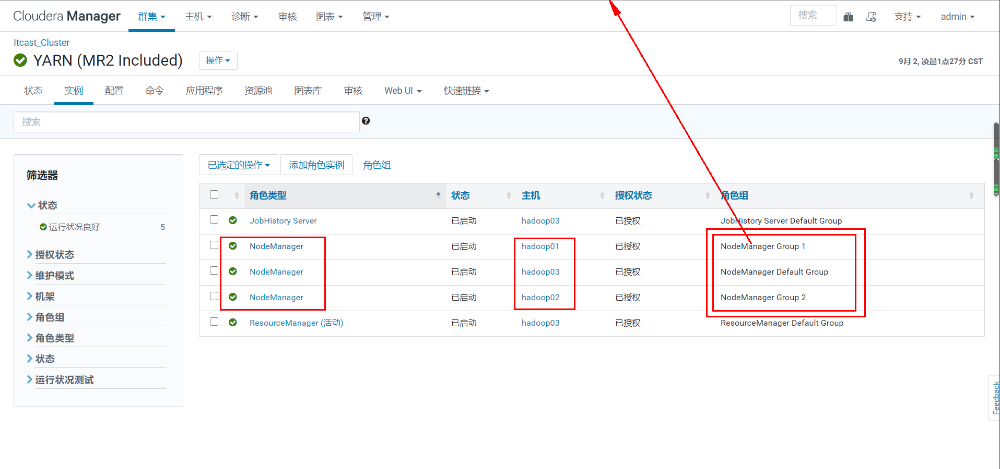 Cloudera Manager 群集 主机 诊断 审核 图表 管理 搜索 支持 admin
Itcast_Cluster
YARN (MR2 Included) 操作
9月 2, 凌晨1点27分 CST
状态 实例 配置 命令 应用程序 资源池 图表库 审核 Web UI 快速链接
搜索
筛选器
状态
运行状况良好 5
授权状态
维护模式
机架
角色组
角色类型
状态
运行状况测试
已选定的操作 添加角色实例 角色组
角色类型 状态 主机 授权状态 角色组
JobHistory Server 已启动 hadoop03 已授权 JobHistory Server Default Group
NodeManager 已启动 hadoop01 已授权 NodeManager Group 1
NodeManager 已启动 hadoop03 已授权 NodeManager Default Group
NodeManager 已启动 hadoop02 已授权 NodeManager Group 2
ResourceManager (活动) 已启动 hadoop03 已授权 ResourceManager Default Group
Feedback